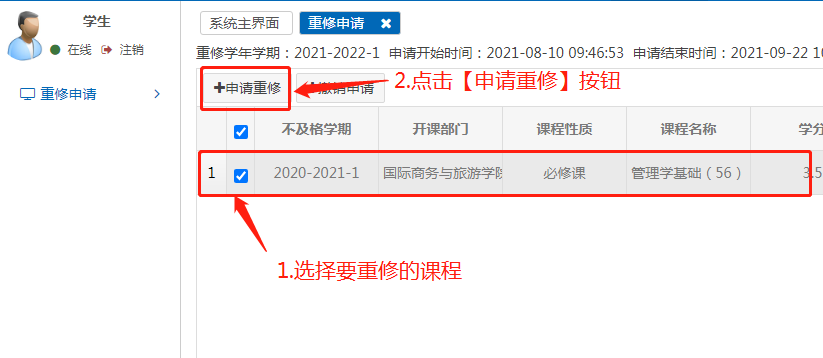 学生
在线 注销
重修申请
系统主界面 重修申请
重修学年学期：2021-2022-1 申请开始时间：2021-08-10 09:46:53 申请结束时间：2021-09-22 16
申请重修 撤销申请 2.点击【申请重修】按钮
不及格学期 开课部门 课程性质 课程名称 学分
1 2020-2021-1 国际商务与旅游学院 必修课 管理学基础（56） 3.5
1.选择要重修的课程